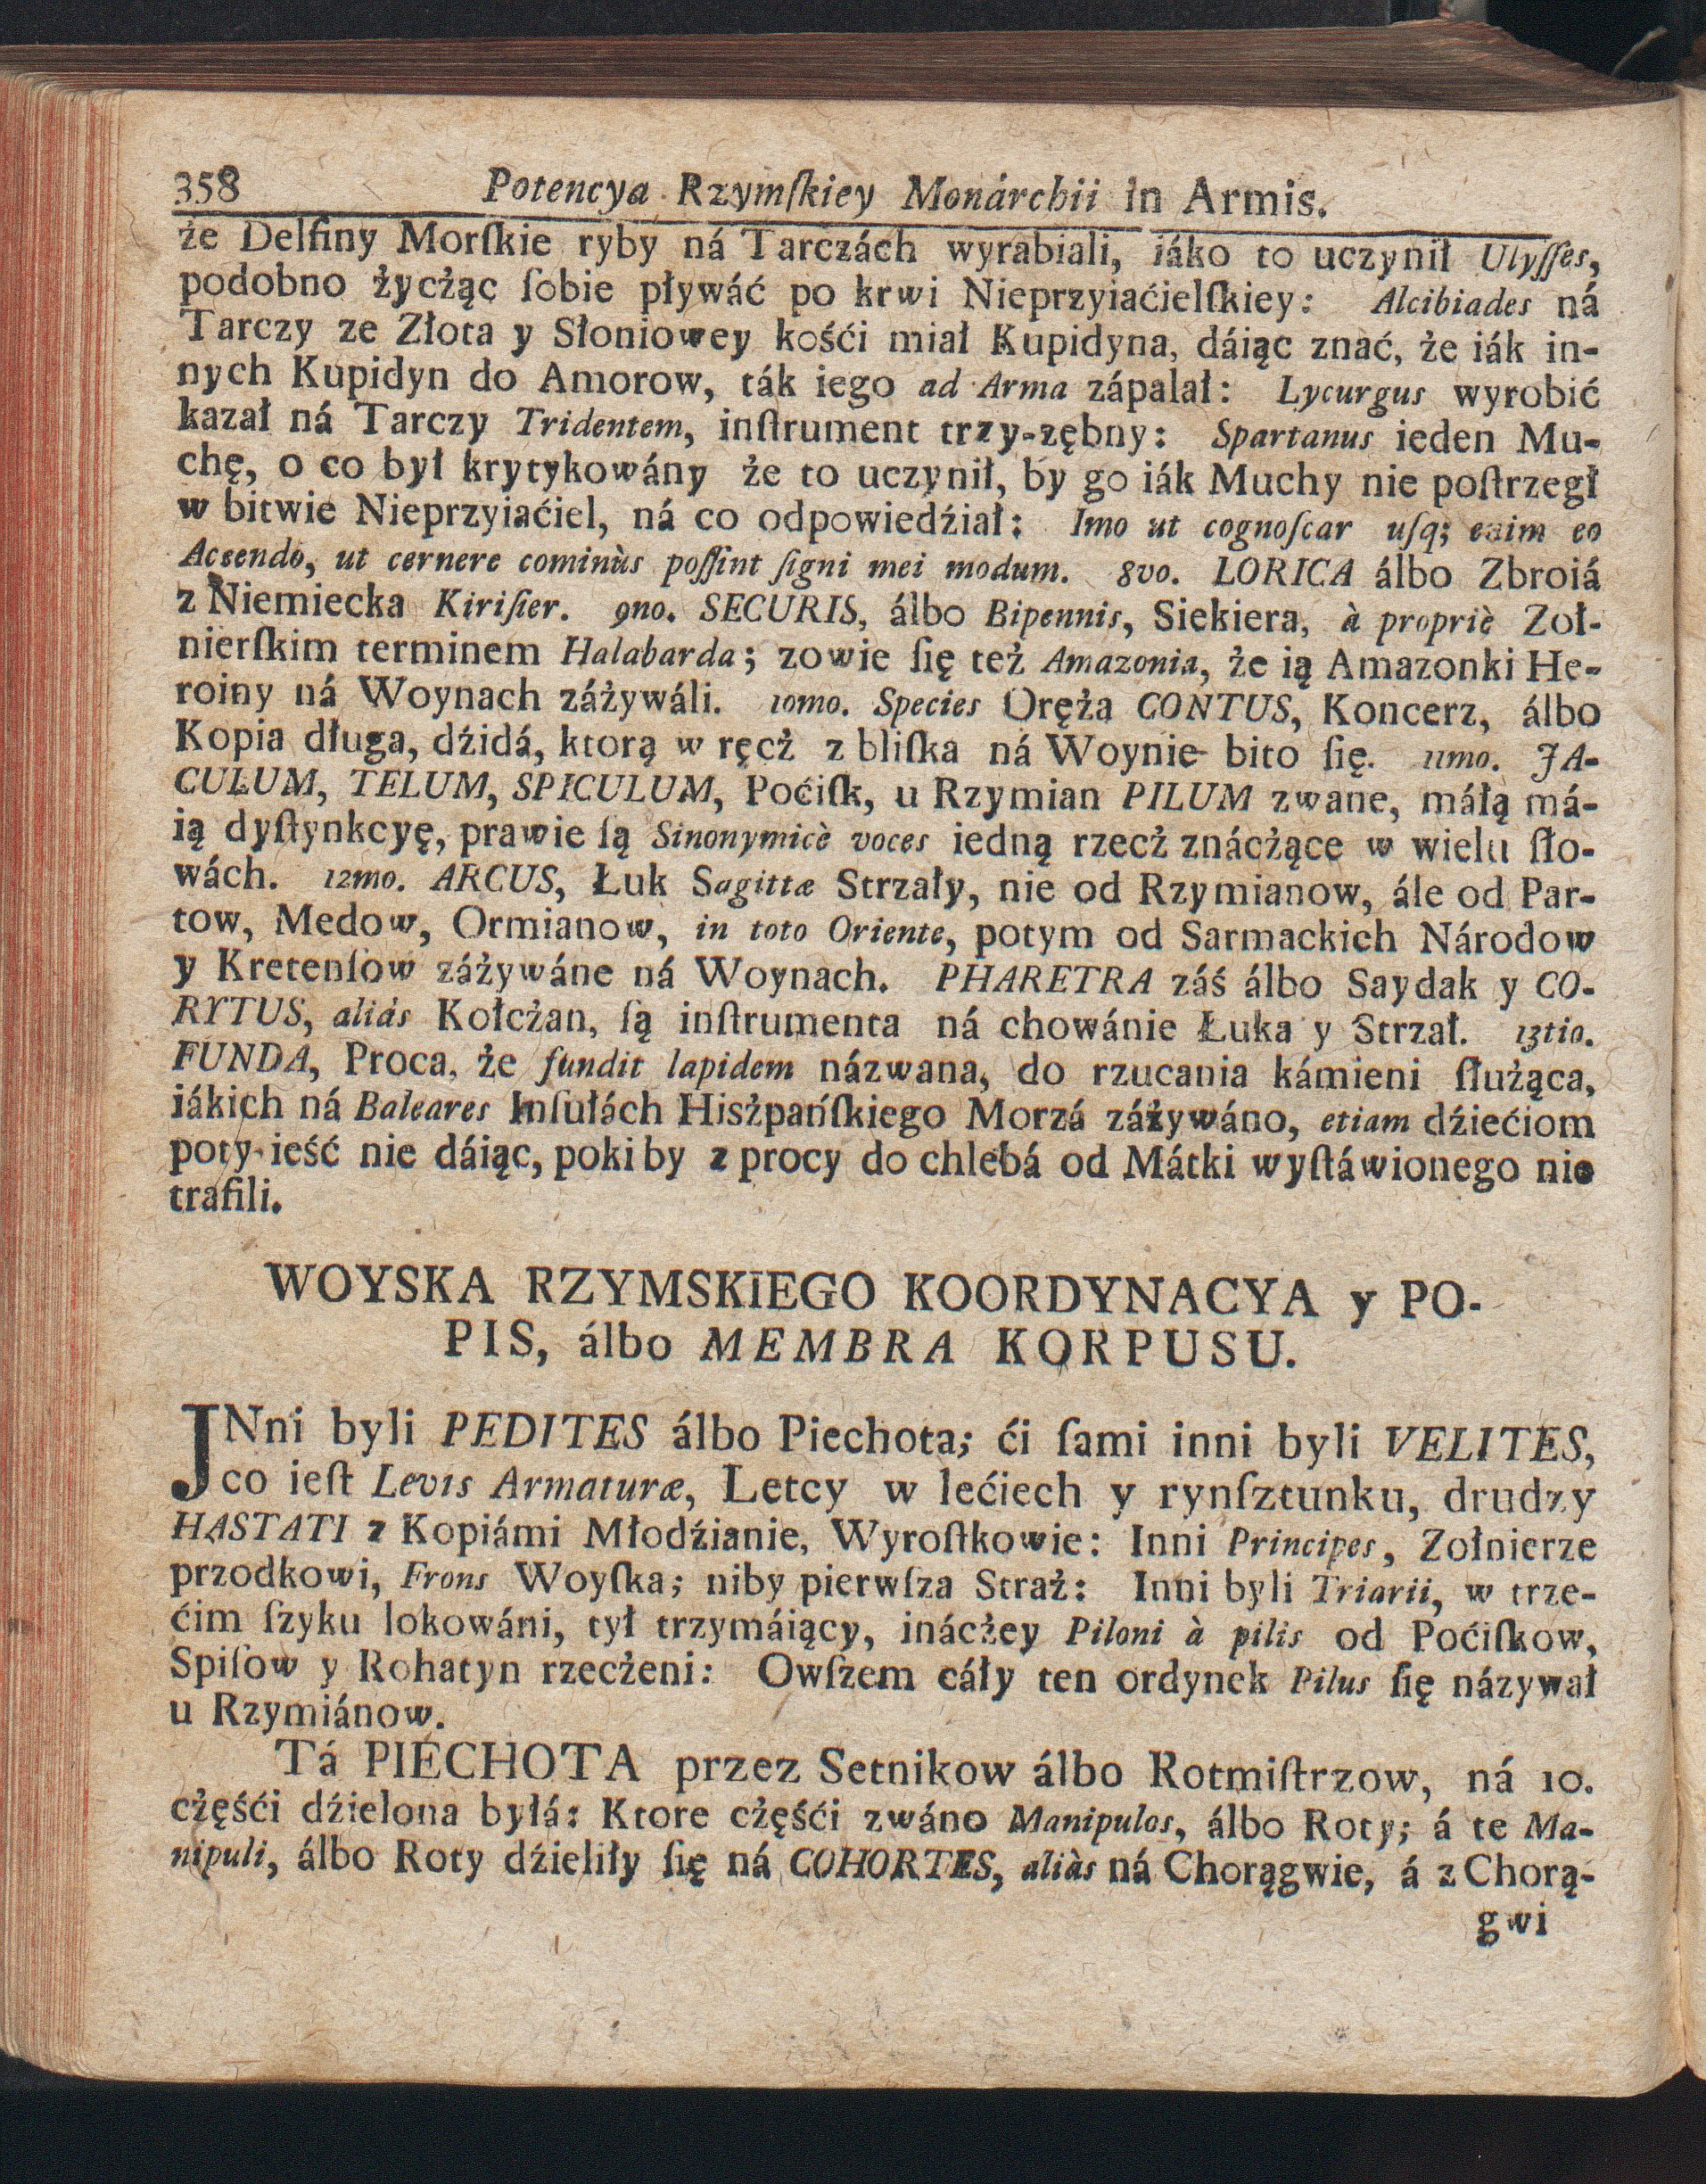 358 Potencya Rzymſkiey Monárchii in Armis.
że Delfiny Morſkie ryby ná Tarczách wyrabiali, iáko to uczynił Ulyſſes,
podobno życżąc ſobie pływáć po krwi Nieprzyiaćielſkiey: Alcibiades ná
Tarczy ze Złota y Słoniowey kośći miał Kupidyna, dáiąc znać, że iák in-
nych Kupidyn do Amorow, ták iego ad Arma zápalał: Lycurgus wyrobić
kazał ná Tarczy Tridentem, inſtrument trzy-zębny: Spartanus ieden Mu-
chę, o co był krytykowány że to uczynił, by go iák Muchy nie poſtrzegł
w bitwie Nieprzyiaćiel, ná co odpowiedźiał: Imo ut cognoſcar uſq; enim eo
Accendo, ut cernere cominùs poſſint ſigni mei modum. 8vo. LORICA álbo Zbroiá
z Niemiecka Kiriſier. 9no. SECURIS, álbo Bipennis, Siekiera, à propriè Zoł-
nierſkim terminem Halabarda; zowie ſię też Amazonia, że ią Amazonki He-
roiny ná Woynach záżywáli. 10mo. Species Oręża CONTUS, Koncerz, álbo
Kopia długa, dźidá, ktorą w ręcż z bliſka ná Woynie bito ſię. 11mo. JA-
CULUM, TELUM, SPICULUM, Poćiſk, u Rzymian PILUM zwane, máłą má-
ią dyſtynkcyę, prawie ſą Sinonymicè voces iedną rzecż znácżące w wielu ſło-
wách. 12mo. ARCUS, Łuk Sagittæ Strzały, nie od Rzymianow, ále od Par-
tow, Medow, Ormianow, in toto Oriente, potym od Sarmackich Národow
y Kretenſow záżywáne ná Woynach. PHARETRA záś álbo Saydak y CO-
RYTUS, aliàs Kołcżan, ſą inſtrumenta ná chowánie Łuka y Strzał. 13tio.
FUNDA, Proca, że fundit lapidem názwana, do rzucania kámieni ſłużąca,
iákich ná Baleares Inſułách Hisżpańſkiego Morzá záżywáno, etiam dźiećiom
poty ieść nie dáiąc, poki by z procy do chlebá od Mátki wyſtáwionego nie
trafili.
WOYSKA RZYMSKIEGO KOORDYNACYA y PO-
PIS, álbo MEMBRA KORPUSU.
JNni byli PEDITES álbo Piechota; ći ſami inni byli VELITES,
co ieſt Levis Armaturæ, Letcy w lećiech y rynſztunku, drudzy
HASTATI z Kopiámi Młodźianie, Wyroſtkowie: Inni Principes, Zołnierze
przodkowi, Frons Woyſka; niby pierwſza Straż: Inni byli Triarii, w trze-
ćim ſzyku lokowáni, tył trzymáiący, inácżey Piloni à pilis od Poćiſkow,
Spiſow y Rohatyn rzecżeni: Owſzem cáły ten ordynek Pilus ſię názywał
u Rzymiánow.
Tá PIECHOTA przez Setnikow álbo Rotmiſtrzow, ná 10.
cżęśći dźielona byłá: Ktore cżęśći zwáno Manipulos, álbo Roty; á te Ma-
nipuli, álbo Roty dźieliły ſię ná COHORTES, aliàs ná Chorągwie, á z Chorą-
gwi